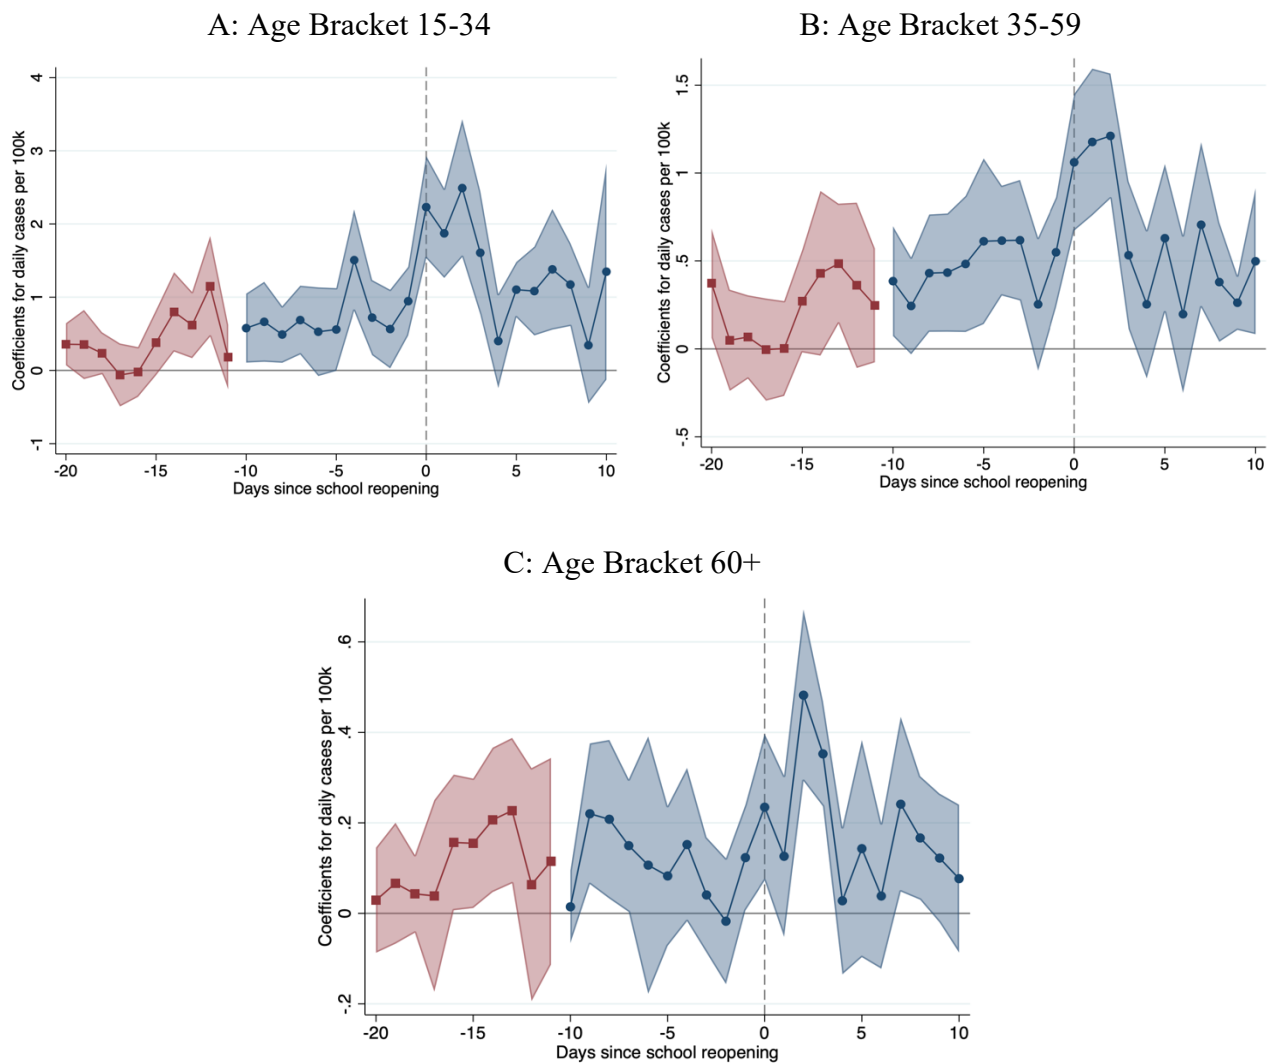 A: Age Bracket 15-34
Coefficients for daily cases per 100k
4
3
2
1
0
-1
-20 -15 -10 -5 0 5 10
Days since school reopening
B: Age Bracket 35-59
Coefficients for daily cases per 100k
1.5
1
.5
0
-.5
-20 -15 -10 -5 0 5 10
Days since school reopening
C: Age Bracket 60+
Coefficients for daily cases per 100k
.6
.4
.2
0
-.2
-20 -15 -10 -5 0 5 10
Days since school reopening